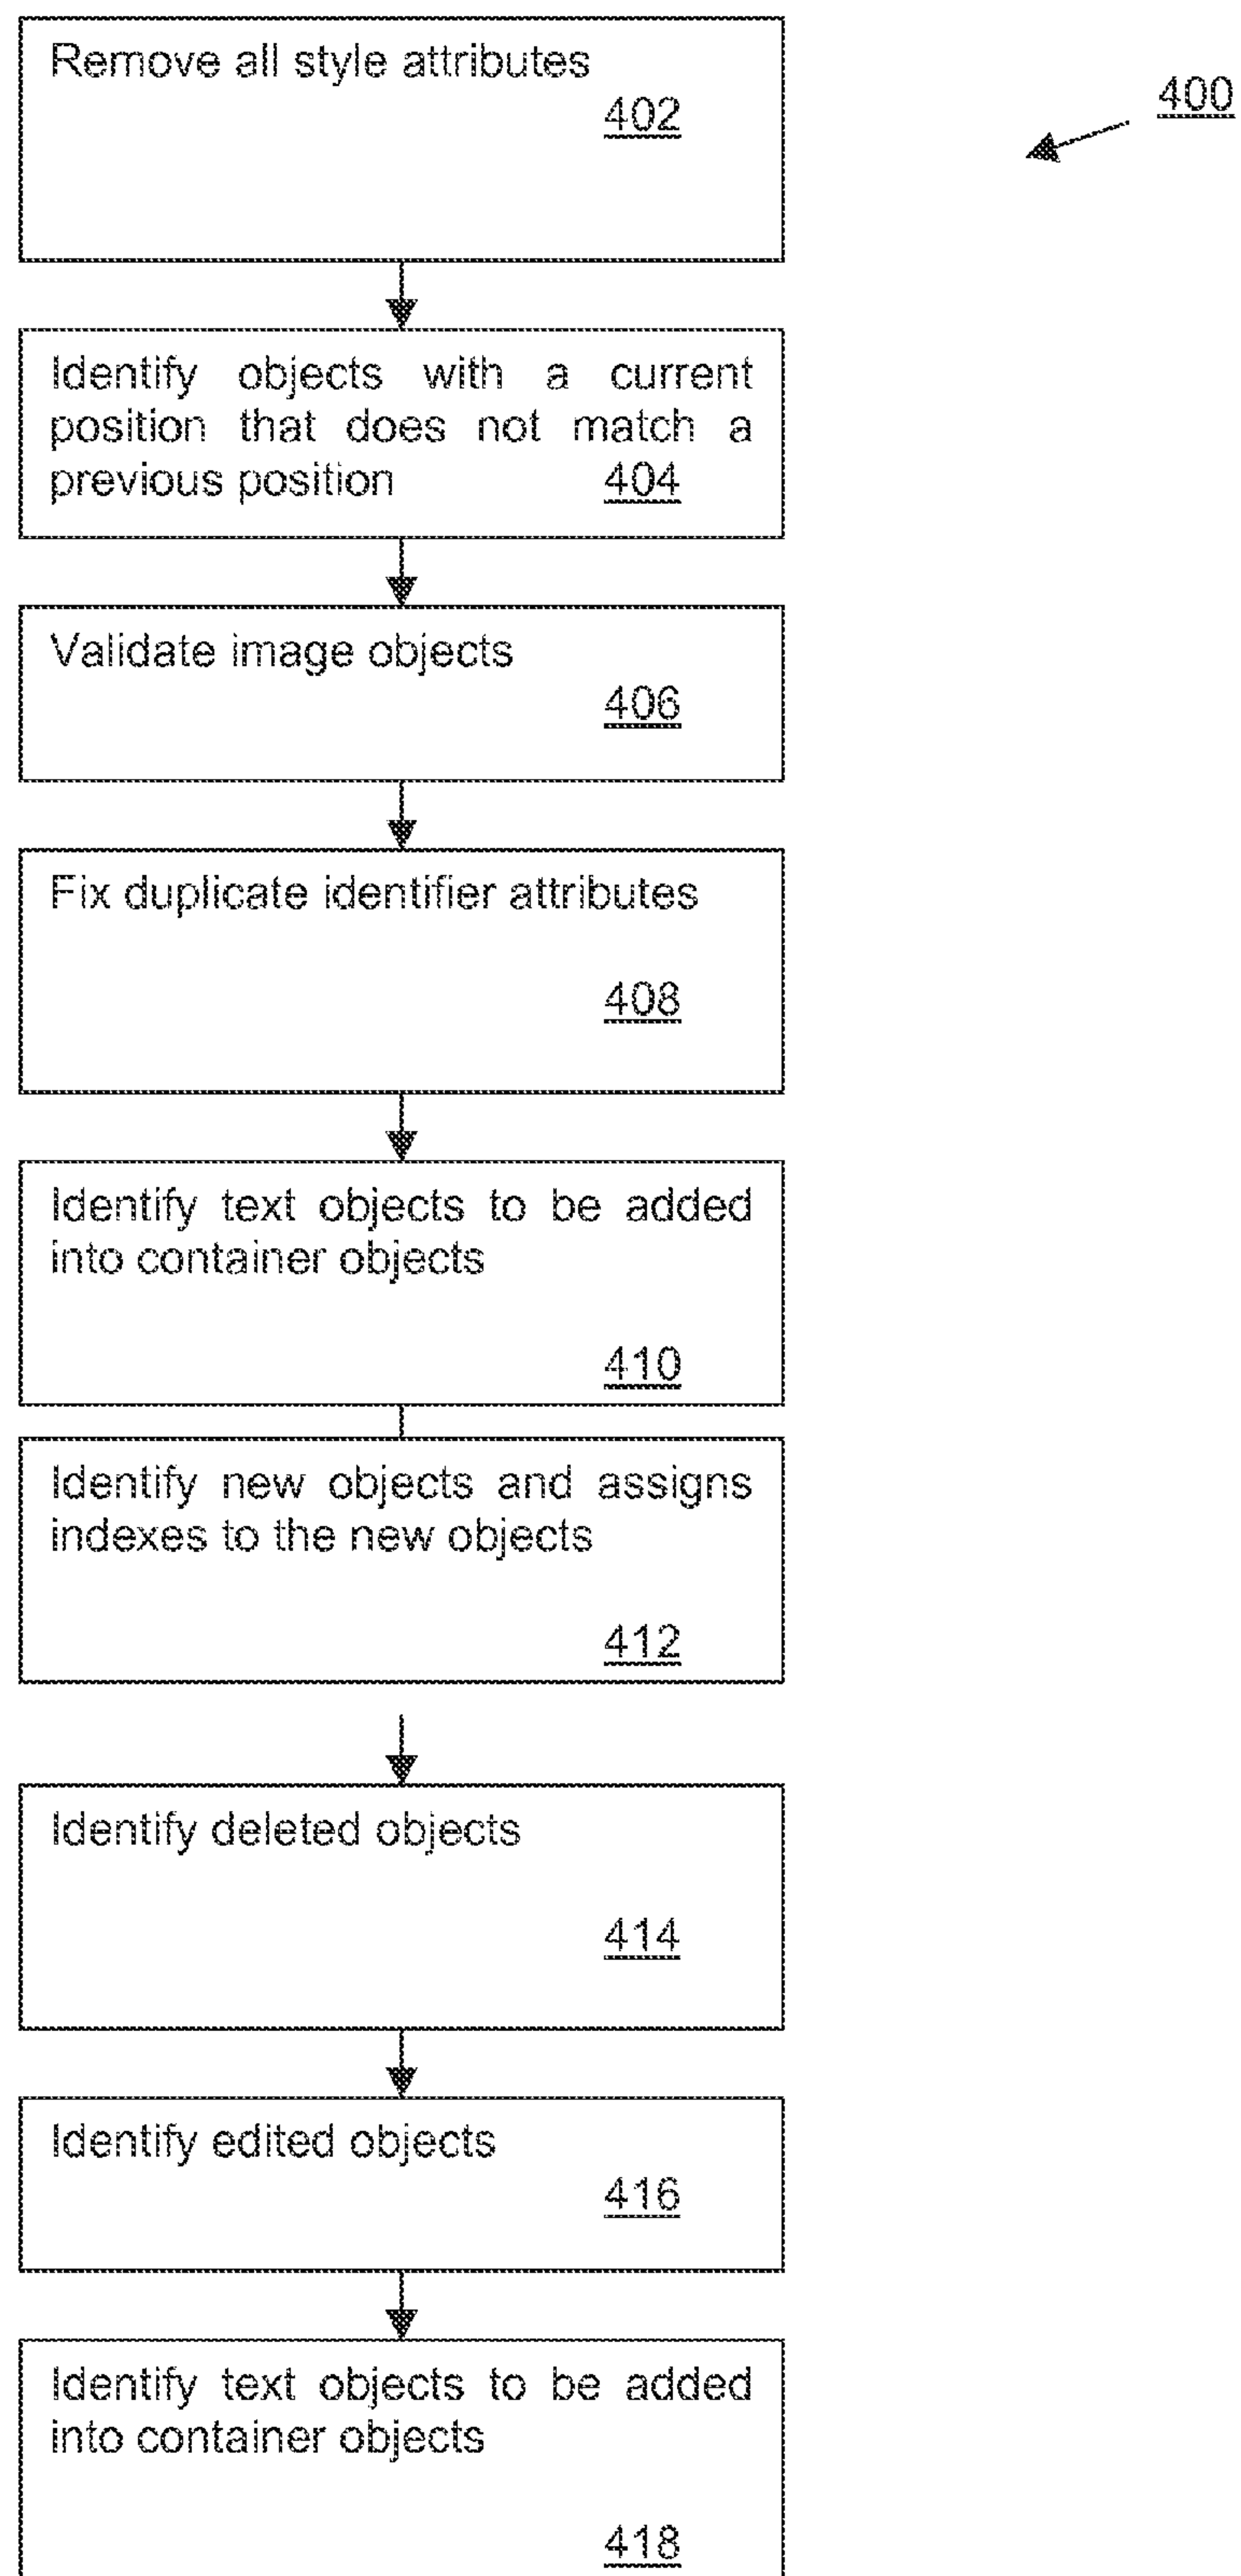 Remove all style attributes
402
400
Identify objects with a current
position that does not match a
previous position 404
Validate image objects
406
Fix duplicate identifier attributes
408
Identify text objects to be added
into container objects
410
Identify new objects and assigns
indexes to the new objects
412
Identify deleted objects
414
Identify edited objects
416
Identify text objects to be added
into container objects
418